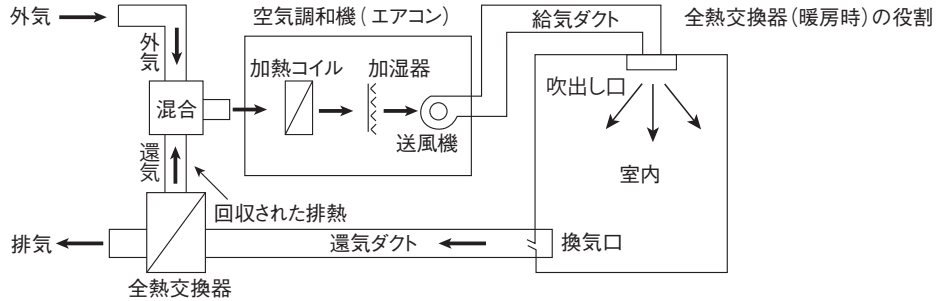 全熱交換器(暖房時)の役割
外気
外気
空気調和機(エアコン)
給気ダクト
加熱コイル
加湿器
吹出し口
混合
送風機
還気
室内
回収された排熱
排気
還気ダクト
換気口
全熱交換器